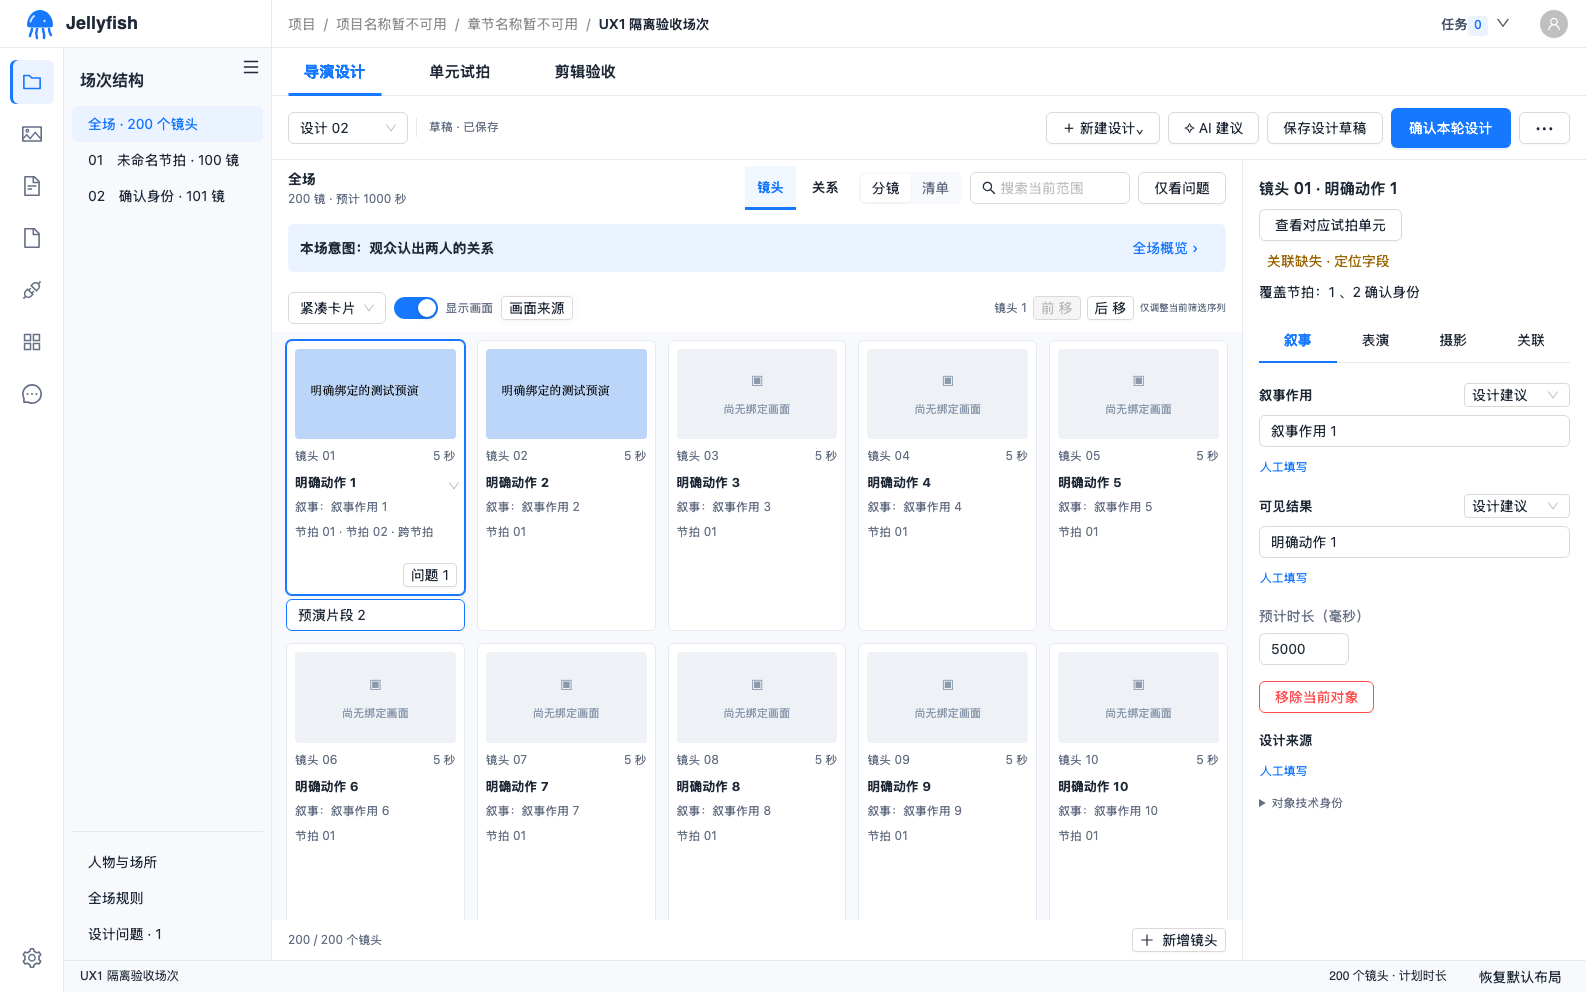 Jellyfish
项目 / 项目名称暂不可用 / 章节名称暂不可用 / UX1 隔离验收场次
任务 0
场次结构
全场 · 200 个镜头
01 未命名节拍 · 100 镜
02 确认身份 · 101 镜
人物与场所
全场规则
设计问题 · 1
导演设计 单元试拍 剪辑验收
设计 02
草稿 · 已保存
+ 新建设计
AI 建议
保存设计草稿
确认本轮设计
···
全场
200 镜 · 预计 1000 秒
镜头 关系 分镜 清单
搜索当前范围
仅看问题
本场意图：观众认出两人的关系
全场概览 ›
紧凑卡片
显示画面
画面来源
镜头 1
前 移
后 移
仅调整当前筛选序列
明确绑定的测试预演
镜头 01 5 秒
明确动作 1
叙事：叙事作用 1
节拍 01 · 节拍 02 · 跨节拍
问题 1
预演片段 2
明确绑定的测试预演
镜头 02 5 秒
明确动作 2
叙事：叙事作用 2
节拍 01
尚无绑定画面
镜头 03 5 秒
明确动作 3
叙事：叙事作用 3
节拍 01
尚无绑定画面
镜头 04 5 秒
明确动作 4
叙事：叙事作用 4
节拍 01
尚无绑定画面
镜头 05 5 秒
明确动作 5
叙事：叙事作用 5
节拍 01
尚无绑定画面
镜头 06 5 秒
明确动作 6
叙事：叙事作用 6
节拍 01
尚无绑定画面
镜头 07 5 秒
明确动作 7
叙事：叙事作用 7
节拍 01
尚无绑定画面
镜头 08 5 秒
明确动作 8
叙事：叙事作用 8
节拍 01
尚无绑定画面
镜头 09 5 秒
明确动作 9
叙事：叙事作用 9
节拍 01
尚无绑定画面
镜头 10 5 秒
明确动作 10
叙事：叙事作用 10
节拍 01
200 / 200 个镜头
+ 新增镜头
镜头 01 · 明确动作 1
查看对应试拍单元
关联缺失 · 定位字段
覆盖节拍：1 、2 确认身份
叙事 表演 摄影 关联
叙事作用 设计建议
叙事作用 1
人工填写
可见结果 设计建议
明确动作 1
人工填写
预计时长（毫秒）
5000
移除当前对象
设计来源
人工填写
对象技术身份
UX1 隔离验收场次
200 个镜头 · 计划时长
恢复默认布局